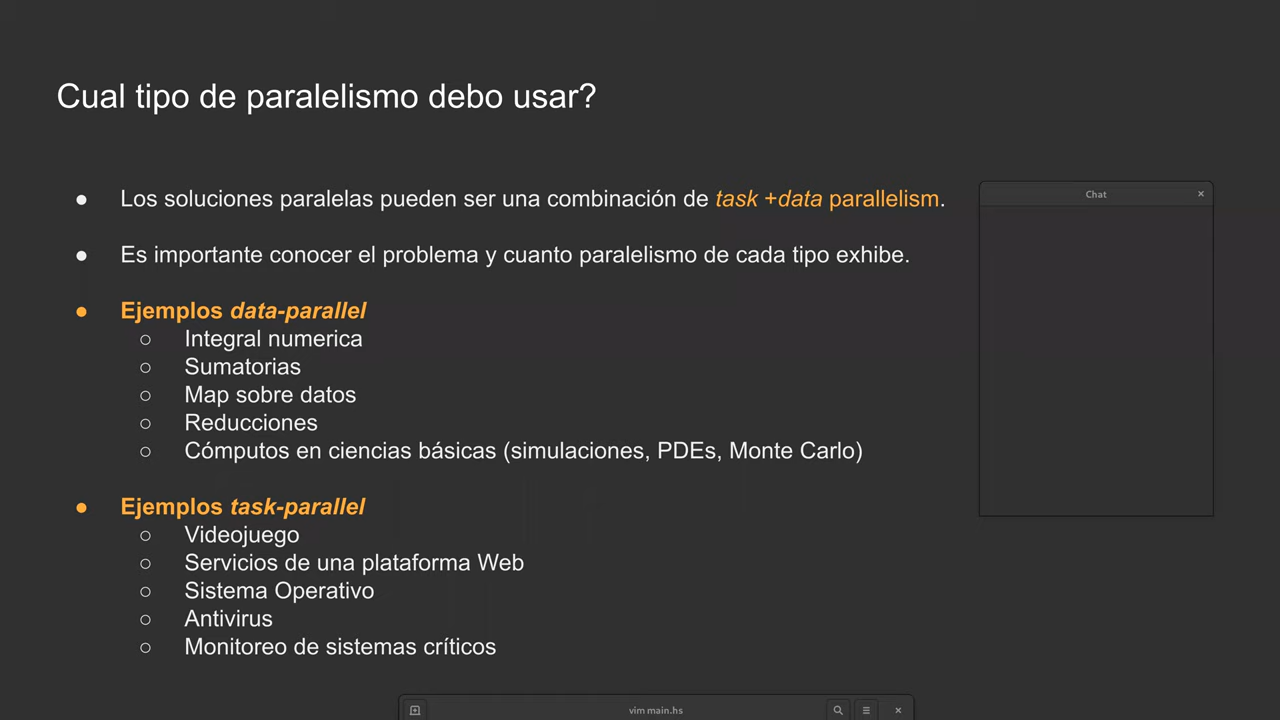 Cual tipo de paralelismo debo usar?
● Los soluciones paralelas pueden ser una combinación de task +data parallelism.
● Es importante conocer el problema y cuanto paralelismo de cada tipo exhibe.
● Ejemplos data-parallel
○ Integral numerica
○ Sumatorias
○ Map sobre datos
○ Reducciones
○ Cómputos en ciencias básicas (simulaciones, PDEs, Monte Carlo)
● Ejemplos task-parallel
○ Videojuego
○ Servicios de una plataforma Web
○ Sistema Operativo
○ Antivirus
○ Monitoreo de sistemas críticos
Chat
vim main.hs